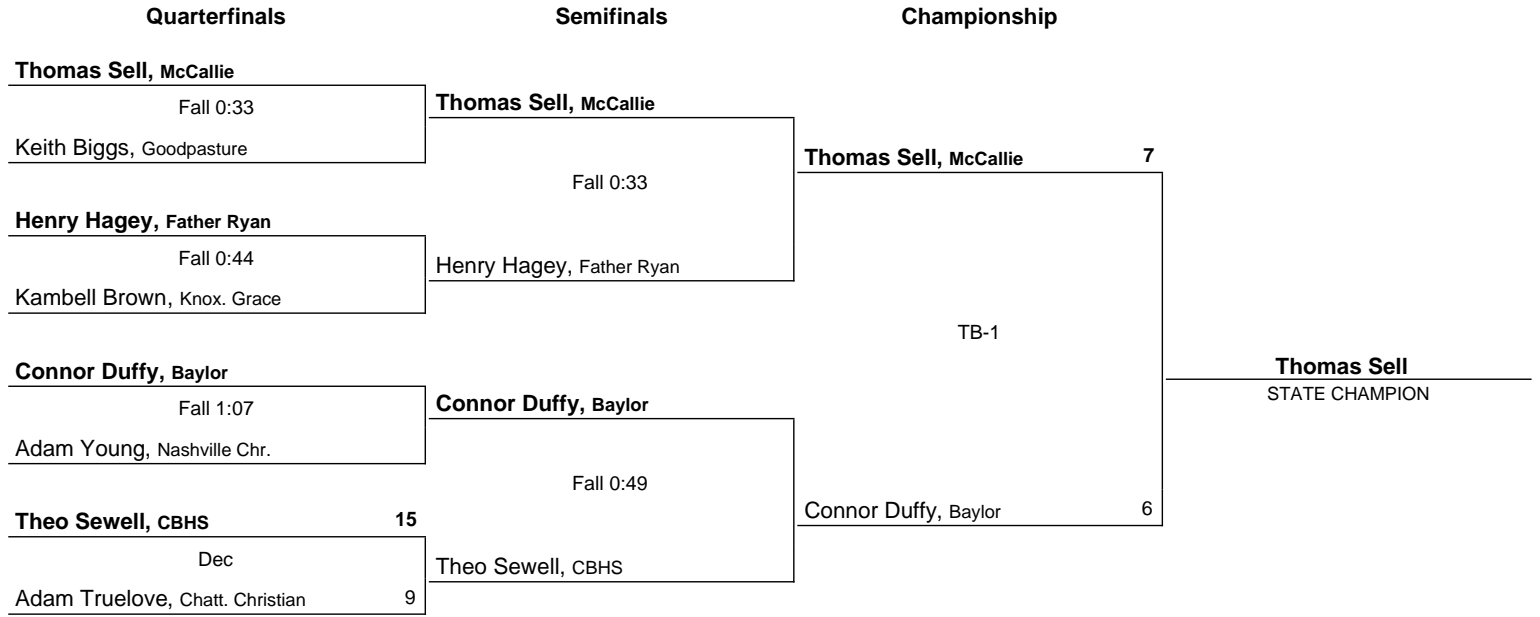 Quarterfinals Semifinals Championship
Thomas Sell, McCallie
Fall 0:33
Keith Biggs, Goodpasture
Henry Hagey, Father Ryan
Fall 0:44
Kambell Brown, Knox. Grace
Connor Duffy, Baylor
Fall 1:07
Adam Young, Nashville Chr.
Theo Sewell, CBHS 15
Dec
Adam Truelove, Chatt. Christian 9
Thomas Sell, McCallie
Fall 0:33
Henry Hagey, Father Ryan
Connor Duffy, Baylor
Fall 0:49
Theo Sewell, CBHS
Thomas Sell, McCallie 7
TB-1
Connor Duffy, Baylor 6
Thomas Sell
STATE CHAMPION